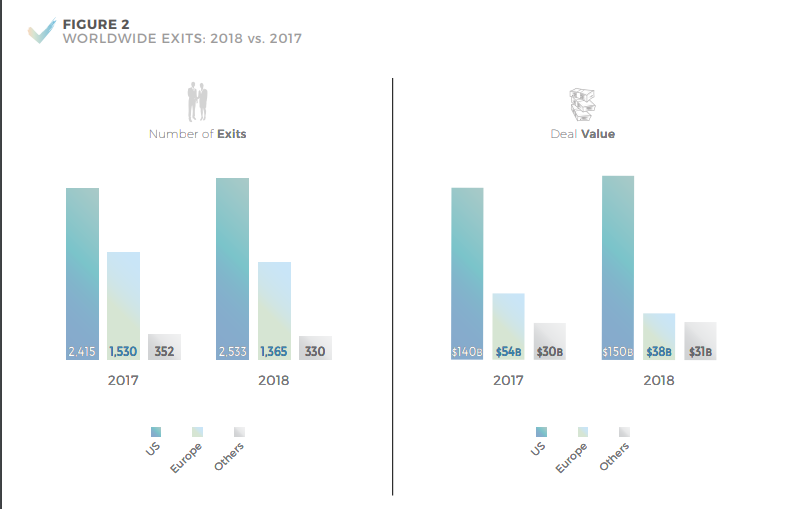 FIGURE 2
WORLDWIDE EXITS: 2018 vs. 2017
Number of Exits
2,415 1,530 352 2,533 1,365 330
2017 2018
US Europe Others
Deal Value
$140B $54B $30B $150B $38B $31B
2017 2018
US Europe Others